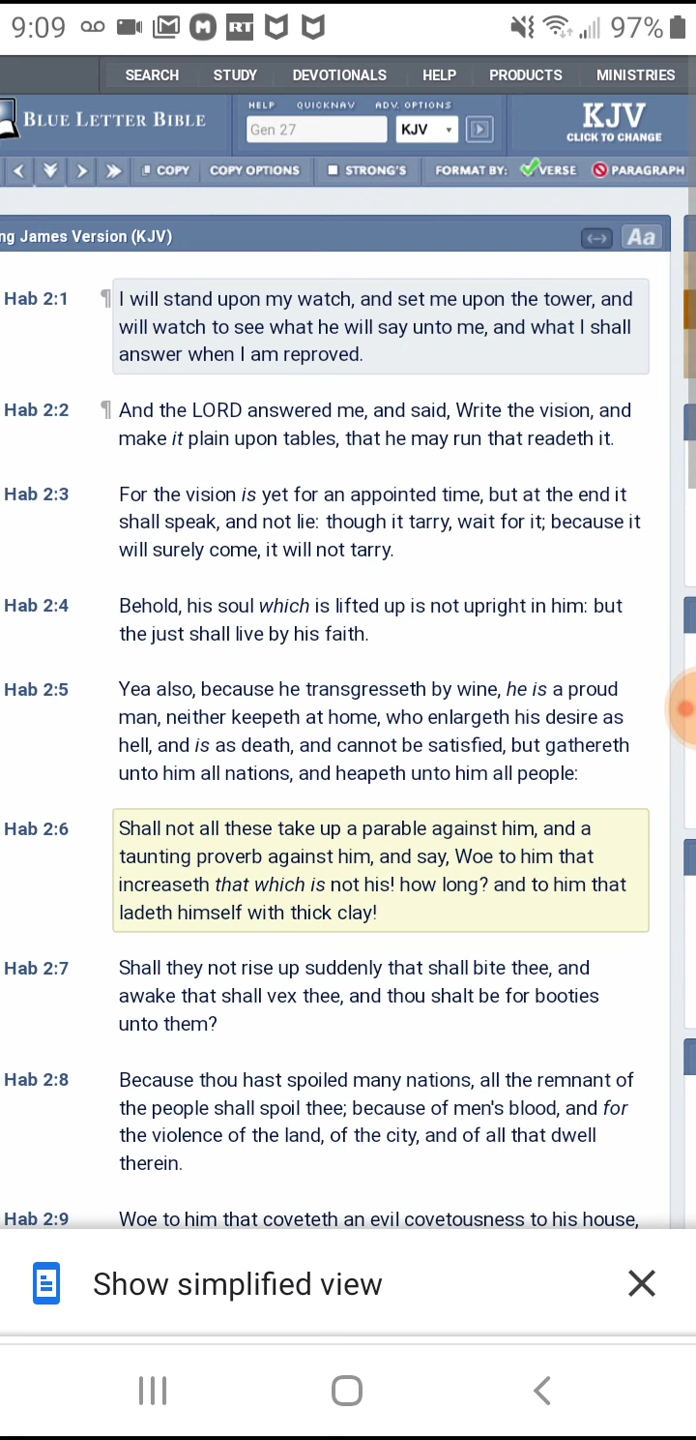 9:09 RT 97%
SEARCH STUDY DEVOTIONALS HELP PRODUCTS MINISTRIES
HELP QUICKNAV ADV. OPTIONS
BLUE LETTER BIBLE Gen 27 KJV KJV
CLICK TO CHANGE
COPY COPY OPTIONS STRONG'S FORMAT BY: VERSE PARAGRAPH
ng James Version (KJV) Aa
Hab 2:1 ¶ I will stand upon my watch, and set me upon the tower, and
will watch to see what he will say unto me, and what I shall
answer when I am reproved.
Hab 2:2 ¶ And the LORD answered me, and said, Write the vision, and
make it plain upon tables, that he may run that readeth it.
Hab 2:3 For the vision is yet for an appointed time, but at the end it
shall speak, and not lie: though it tarry, wait for it; because it
will surely come, it will not tarry.
Hab 2:4 Behold, his soul which is lifted up is not upright in him: but
the just shall live by his faith.
Hab 2:5 Yea also, because he transgresseth by wine, he is a proud
man, neither keepeth at home, who enlargeth his desire as
hell, and is as death, and cannot be satisfied, but gathereth
unto him all nations, and heapeth unto him all people:
Hab 2:6 Shall not all these take up a parable against him, and a
taunting proverb against him, and say, Woe to him that
increaseth that which is not his! how long? and to him that
ladeth himself with thick clay!
Hab 2:7 Shall they not rise up suddenly that shall bite thee, and
awake that shall vex thee, and thou shalt be for booties
unto them?
Hab 2:8 Because thou hast spoiled many nations, all the remnant of
the people shall spoil thee; because of men's blood, and for
the violence of the land, of the city, and of all that dwell
therein.
Hab 2:9 Woe to him that coveteth an evil covetousness to his house,
Show simplified view